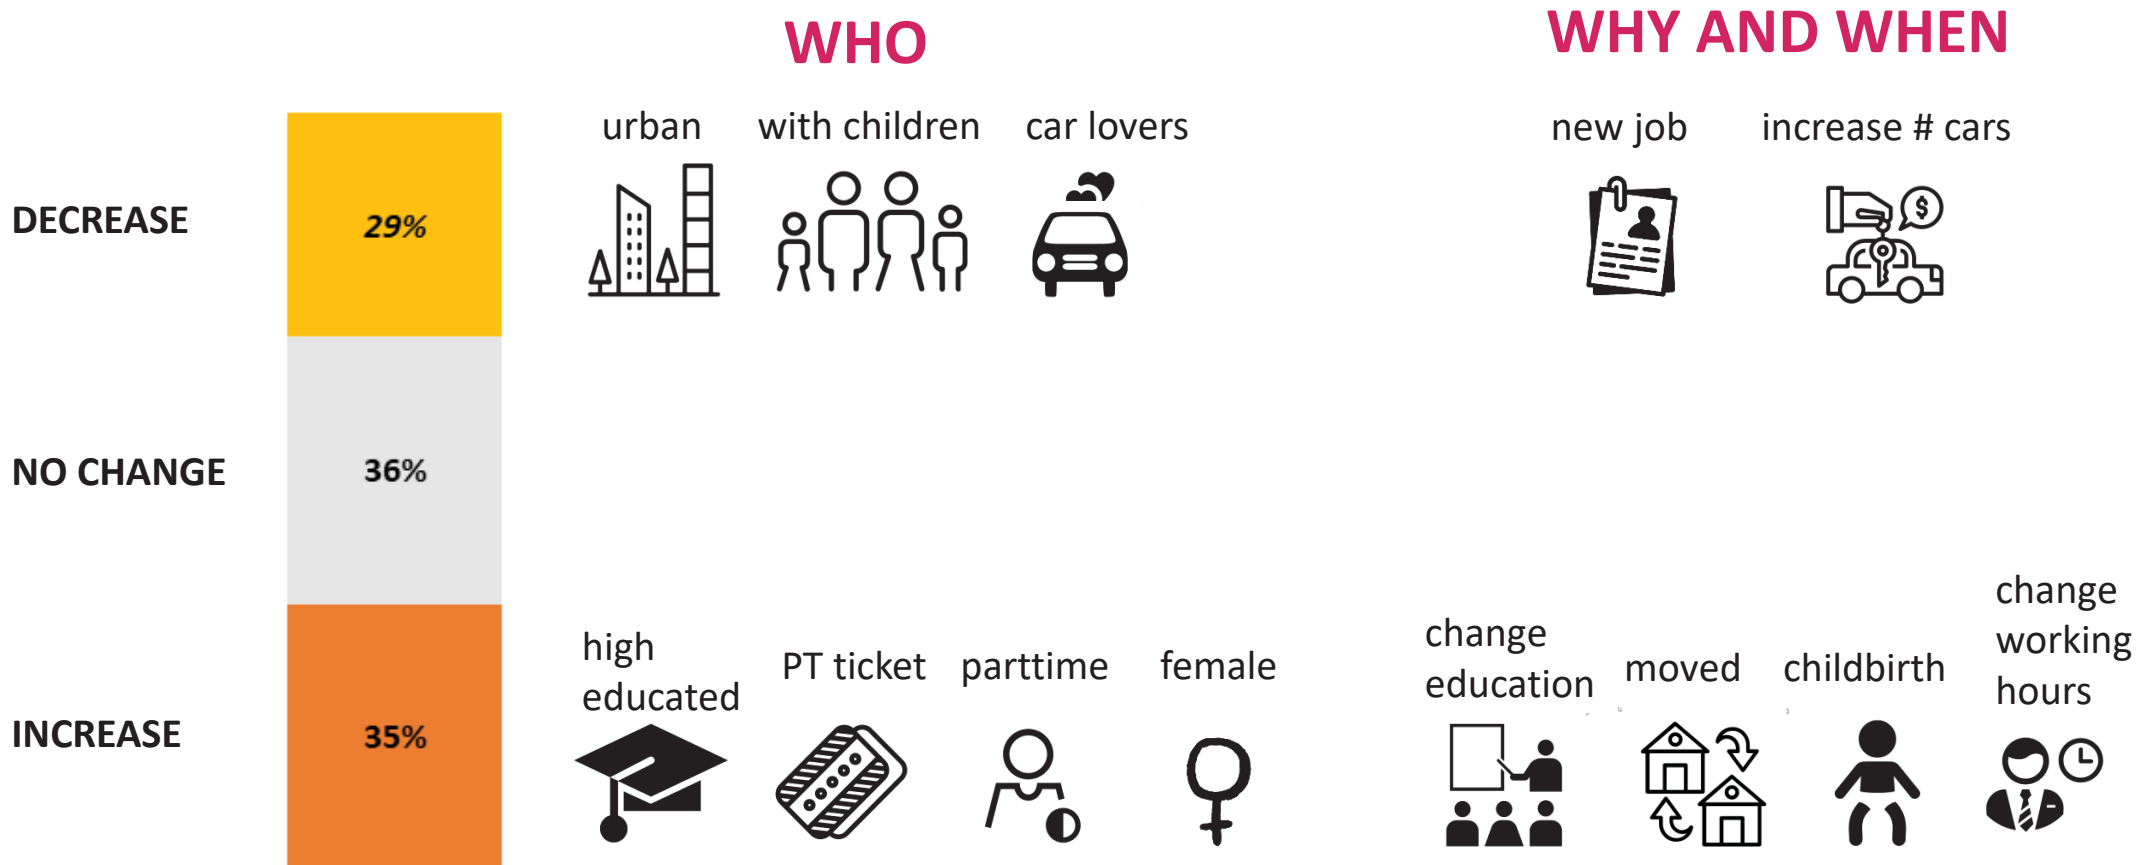 WHO
WHY AND WHEN
urban
with children
car lovers
new job
increase # cars
DECREASE
29%
$
NO CHANGE
36%
high
educated
PT ticket
parttime
female
change
education
moved
childbirth
change
working
hours
INCREASE
35%